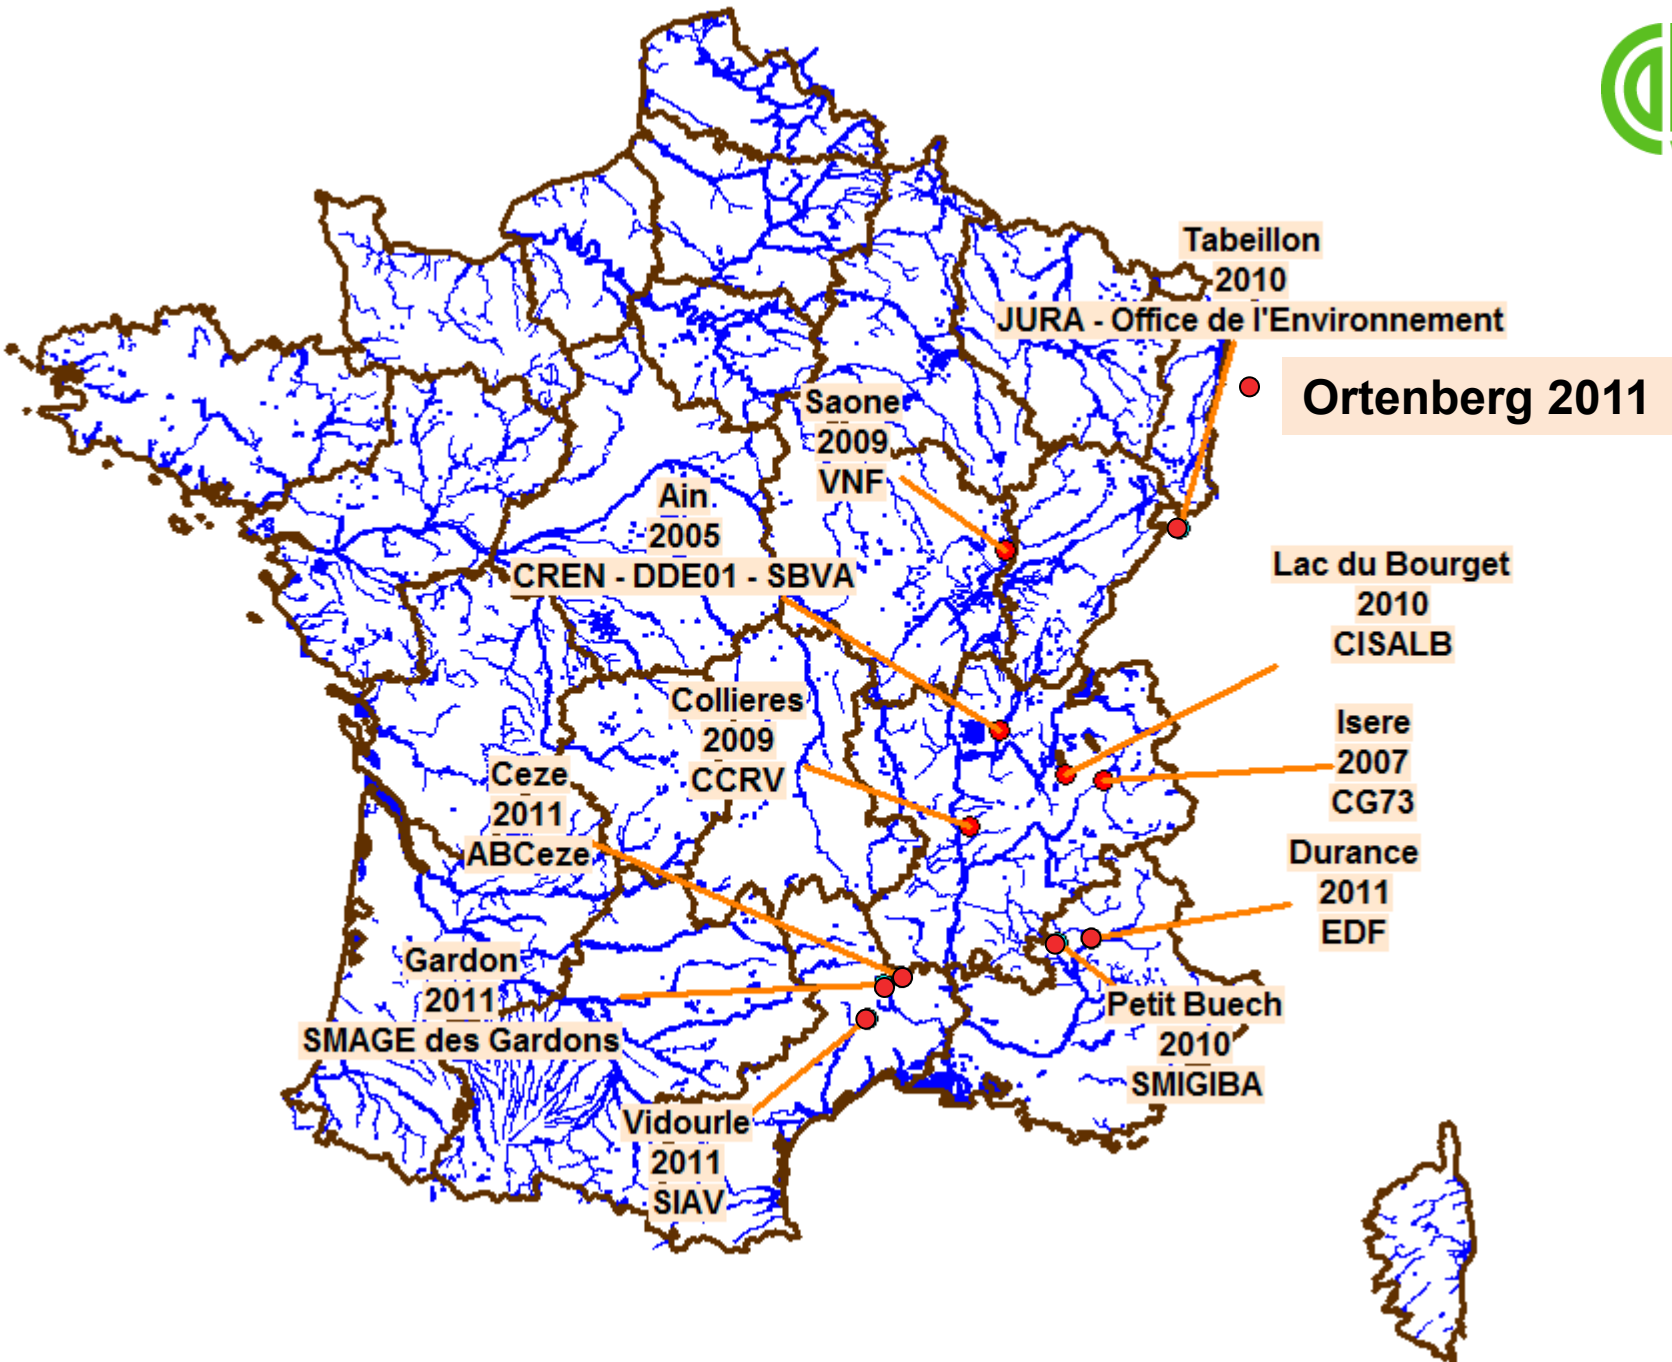 Tabeillon
2010
JURA - Office de l'Environnement
Ortenberg 2011
Saone
2009
VNF
Ain
2005
CREN - DDE01 - SBVA
Lac du Bourget
2010
CISALB
Collieres
2009
CCRV
Isere
2007
CG73
Ceze
2011
ABCeze
Durance
2011
EDF
Gardon
2011
SMAGE des Gardons
Petit Buech
2010
SMIGIBA
Vidourle
2011
SIAV